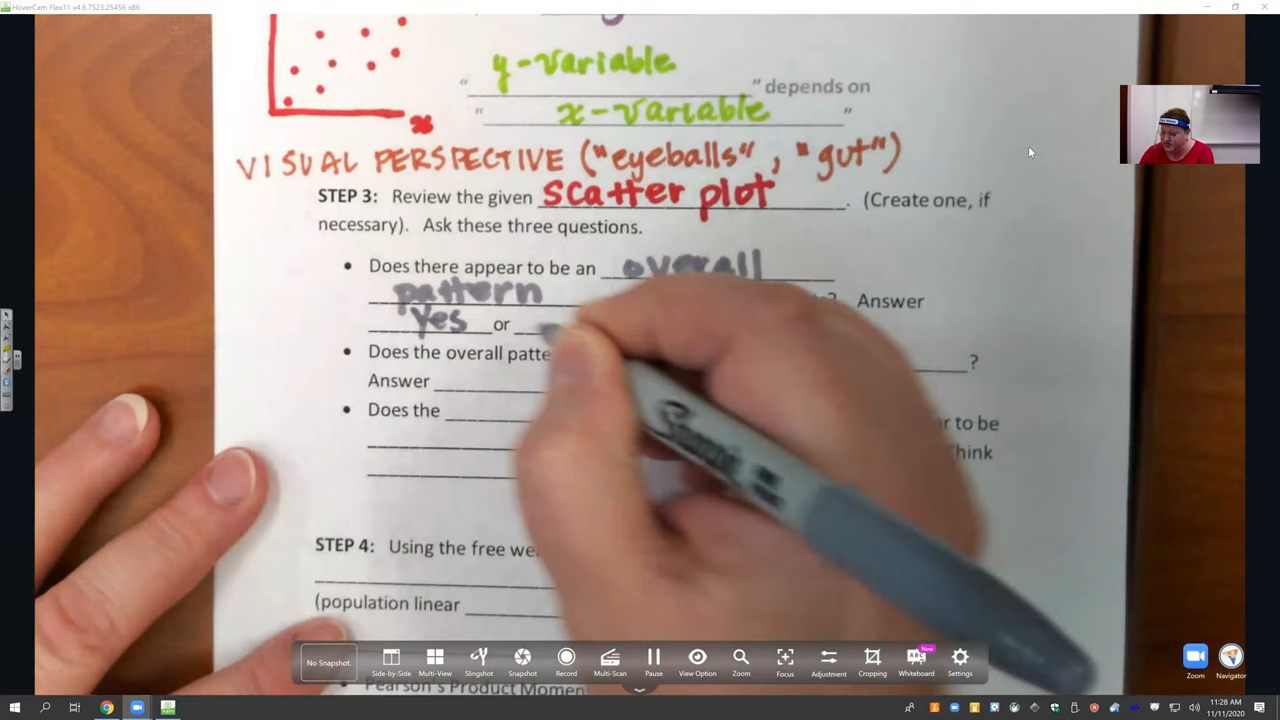 HoverCam Flex11 v4.6.7523.25456 x86
"y-variable" depends on
x
"x-variable"
VISUAL PERSPECTIVE ("eyeballs", "gut")
STEP 3: Review the given scatter plot. (Create one, if
necessary). Ask these three questions.
• Does there appear to be an overall
pattern ? Answer
Yes or
• Does the overall ?
Answer
• Does the to be
STEP 4: Using the free
(population linear
No Snapshot.
Side-by-Side
Multi-View
Slingshot
Snapshot
Record
Multi-Scan
Pause
View Option
Zoom
Focus
Adjustment
Cropping
New
ABC
Whiteboard
Settings
Zoom
Navigator
Pearson's Product
Sharpie
11:28 AM
11/11/2020